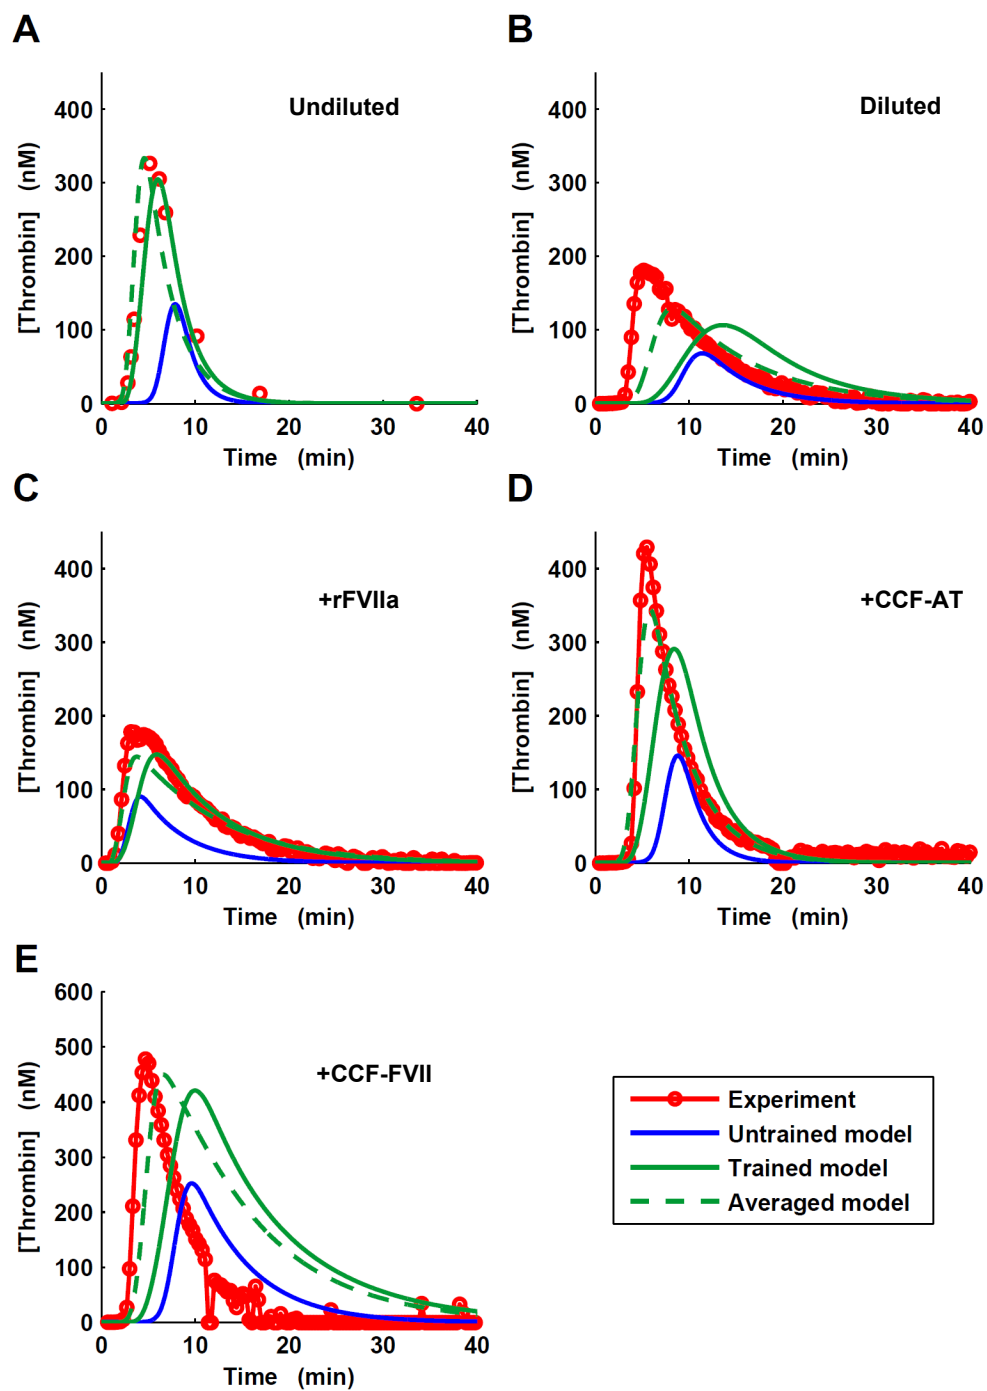 A
B
Undiluted
Diluted
[Thrombin] (nM)
400
300
200
100
0
0 10 20 30 40
Time (min)
[Thrombin] (nM)
400
300
200
100
0
0 10 20 30 40
Time (min)
C
D
+rFVIIa
+CCF-AT
[Thrombin] (nM)
400
300
200
100
0
0 10 20 30 40
Time (min)
[Thrombin] (nM)
400
300
200
100
0
0 10 20 30 40
Time (min)
E
+CCF-FVII
[Thrombin] (nM)
600
500
400
300
200
100
0
0 10 20 30 40
Time (min)
Experiment
Untrained model
Trained model
Averaged model